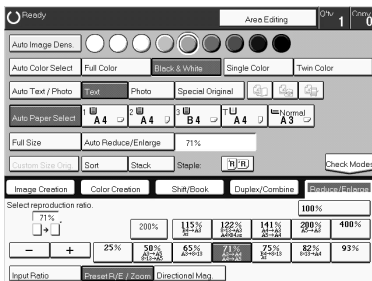 Ready Area Editing Q'ty 1 Copy 0
Auto Image Dens.
Auto Color Select Full Color Black & White Single Color Twin Color
Auto Text / Photo Text Photo Special Original
Auto Paper Select 1 A4 2 A4 3 B4 T A4 Normal A3
Full Size Auto Reduce/Enlarge 71%
Custom Size Orig. Sort Stack Staple: Check Modes
Image Creation Color Creation Shift/Book Duplex/Combine Reduce/Enlarge
Select reproduction ratio. 100%
71%
200% 115% 122% 141% 200% 400%
− + 25% 50% 65% 71% 75% 82% 93%
Input Ratio Preset R/E / Zoom Directional Mag.